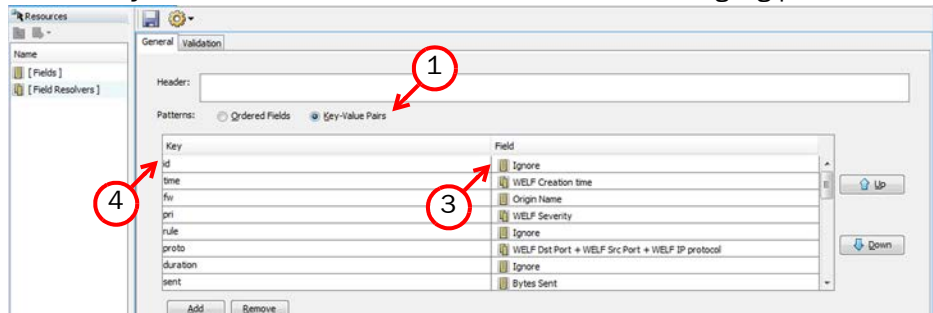 Resources
General Validation
Name
[ Fields ]
[ Field Resolvers ]
Header:
1
Patterns: Ordered Fields Key-Value Pairs
Key Field
id Ignore
time WELF Creation time
fw Origin Name
pri WELF Severity
rule Ignore
proto WELF Dst Port + WELF Src Port + WELF IP protocol
duration Ignore
sent Bytes Sent
4
3
Up
Down
Add Remove